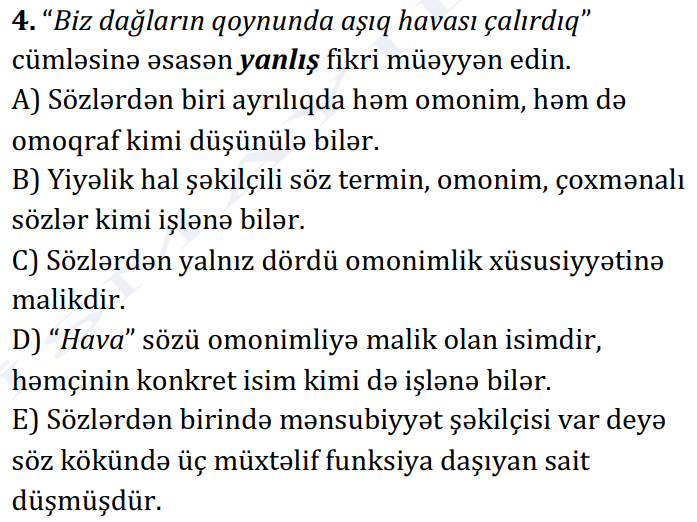 4. “Biz dağların qoynunda aşıq havası çalırdıq”
cümləsinə əsasən yanlış fikri müəyyən edin.
A) Sözlərdən biri ayrılıqda həm omonim, həm də
omoqraf kimi düşünülə bilər.
B) Yiyəlik hal şəkilçili söz termin, omonim, çoxmənalı
sözlər kimi işlənə bilər.
C) Sözlərdən yalnız dördü omonimlik xüsusiyyətinə
malikdir.
D) “Hava” sözü omonimliyə malik olan isimdir,
həmçinin konkret isim kimi də işlənə bilər.
E) Sözlərdən birində mənsubiyyət şəkilçisi var deyə
söz kökündə üç müxtəlif funksiya daşıyan sait
düşmüşdür.